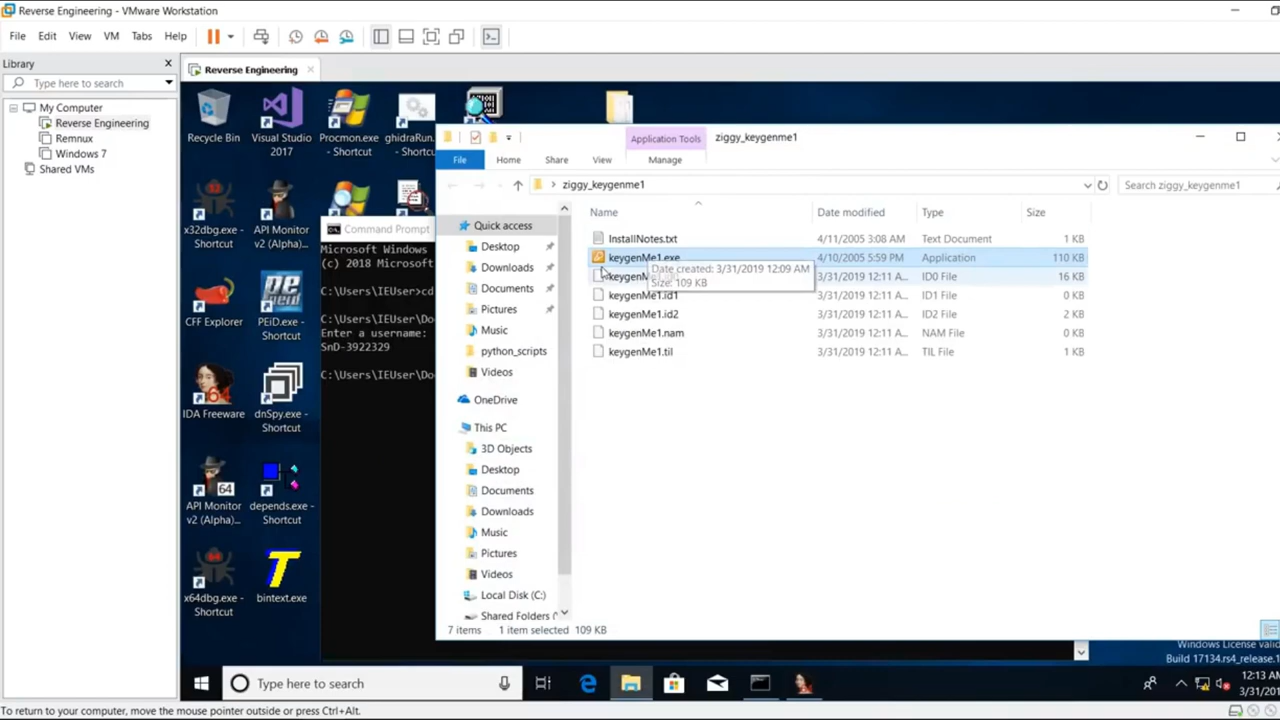 Reverse Engineering - VMware Workstation
File Edit View VM Tabs Help
Library
Type here to search
My Computer
Reverse Engineering
Remnux
Windows 7
Shared VMs
Reverse Engineering
Recycle Bin
Visual Studio
2017
Procmon.exe
- Shortcut
ghidraRun.
- Shortcu
x32dbg.exe -
Shortcut
API Monitor
v2 (Alpha)...
CFF Explorer
PEiD
PEiD.exe -
Shortcut
64
IDA Freeware
dnSpy.exe -
Shortcut
64
API Monitor
v2 (Alpha)...
depends.exe -
Shortcut
x64dbg.exe -
Shortcut
bintext.exe
Command Prompt
Microsoft Windows
(c) 2018 Microsoft
C:\Users\IEUser>cd
C:\Users\IEUser\Do
Enter a username:
SnD-3922329
C:\Users\IEUser\Do
Application Tools
ziggy_keygenme1
File Home Share View Manage
ziggy_keygenme1
Search ziggy_keygenme1
Quick access
Desktop
Downloads
Documents
Pictures
Music
python_scripts
Videos
OneDrive
This PC
3D Objects
Desktop
Documents
Downloads
Music
Pictures
Videos
Local Disk (C:)
Shared Folders (
Name Date modified Type Size
InstallNotes.txt 4/11/2005 3:08 AM Text Document 1 KB
keygenMe1.exe 4/10/2005 5:59 PM Application 110 KB
keygenM 3/31/2019 12:11 A... ID0 File 16 KB
keygenMe1.id1 3/31/2019 12:11 A... ID1 File 0 KB
keygenMe1.id2 3/31/2019 12:11 A... ID2 File 2 KB
keygenMe1.nam 3/31/2019 12:11 A... NAM File 0 KB
keygenMe1.til 3/31/2019 12:11 A... TIL File 1 KB
Date created: 3/31/2019 12:09 AM
Size: 109 KB
7 items 1 item selected 109 KB
Windows License valid
Build 17134.rs4_release.1
Type here to search
12:13 AM
3/31/201
To return to your computer, move the mouse pointer outside or press Ctrl+Alt.